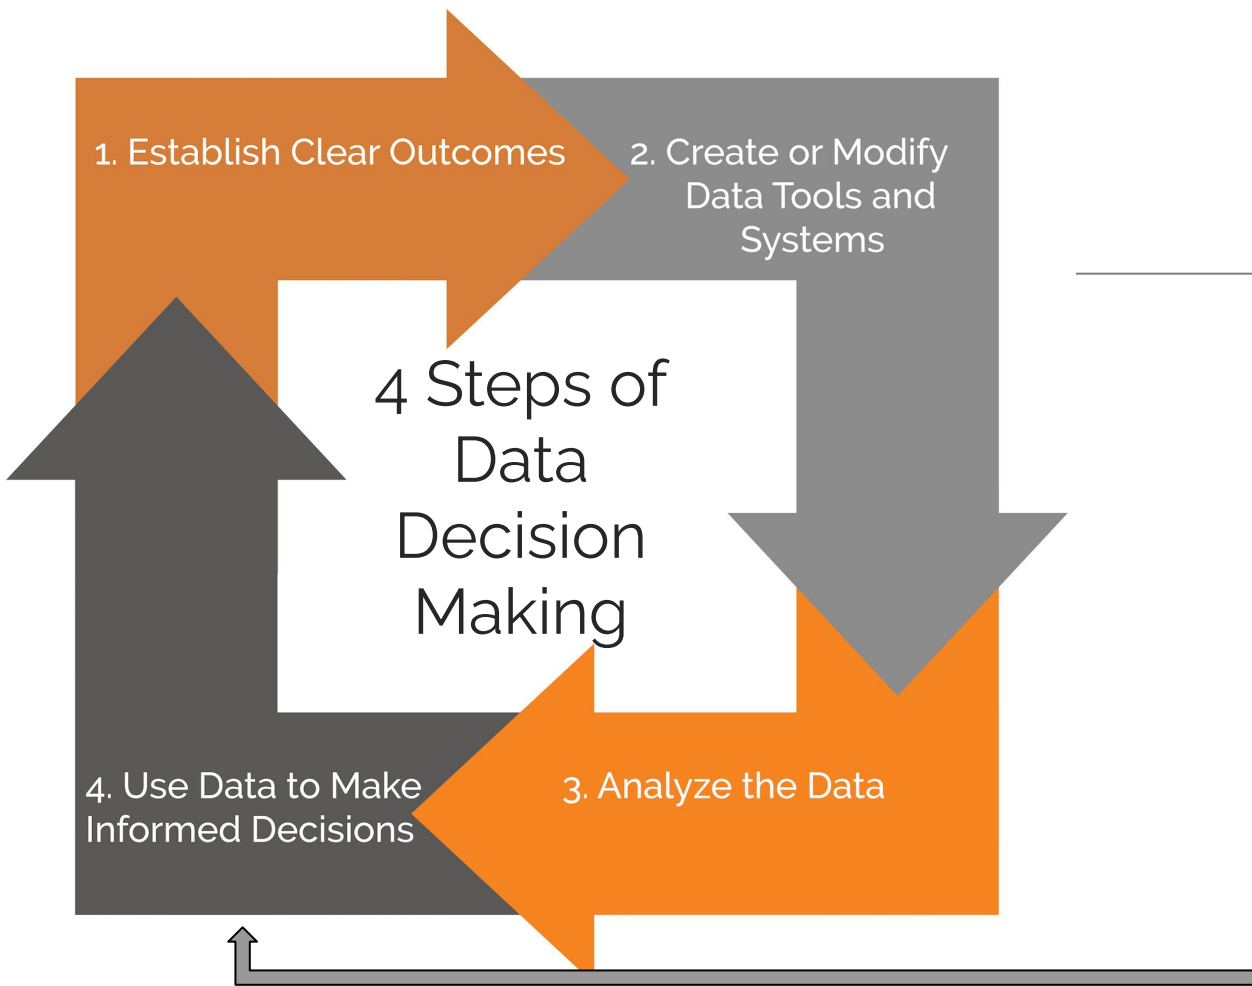 1. Establish Clear Outcomes
2. Create or Modify
Data Tools and
Systems
4 Steps of
Data
Decision
Making
3. Analyze the Data
4. Use Data to Make
Informed Decisions